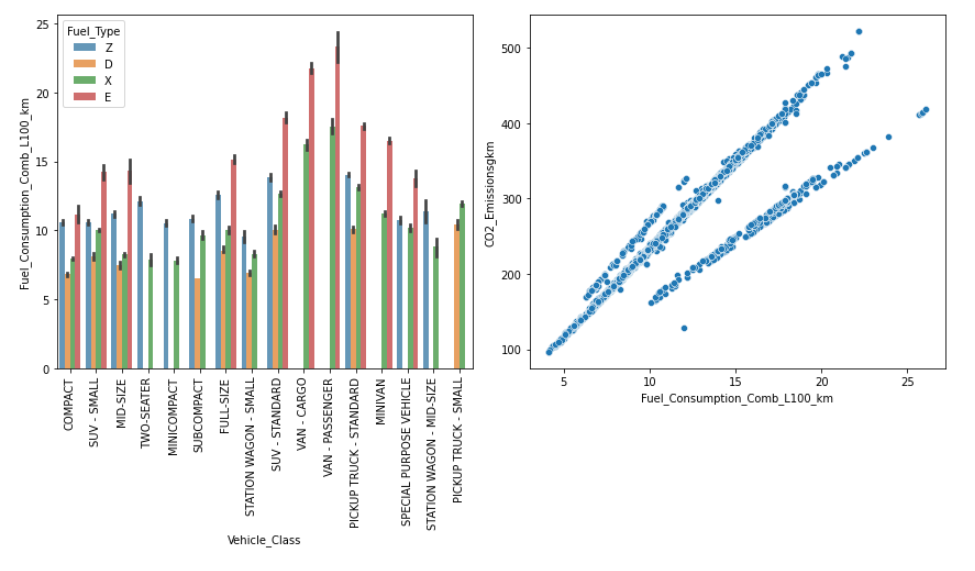 Fuel_Type
Z
D
X
E
25
20
15
10
5
0
Fuel_Consumption_Comb_L100_km
COMPACT
SUV - SMALL
MID-SIZE
TWO-SEATER
MINICOMPACT
SUBCOMPACT
FULL-SIZE
STATION WAGON - SMALL
SUV - STANDARD
VAN - CARGO
VAN - PASSENGER
PICKUP TRUCK - STANDARD
MINIVAN
SPECIAL PURPOSE VEHICLE
STATION WAGON - MID-SIZE
PICKUP TRUCK - SMALL
Vehicle_Class
500
400
300
200
100
CO2_Emissionsgkm
5
10
15
20
25
Fuel_Consumption_Comb_L100_km